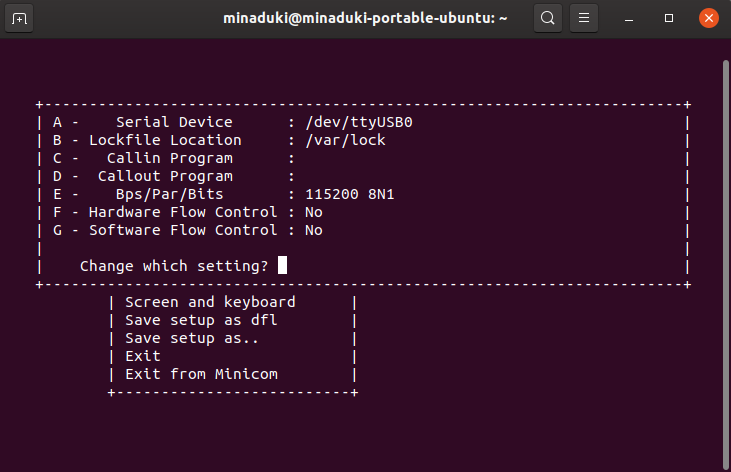 minaduki@minaduki-portable-ubuntu: ~
+-----------------------------------------------------------------------+
| A -    Serial Device      : /dev/ttyUSB0                              |
| B - Lockfile Location     : /var/lock                                 |
| C -   Callin Program      :                                           |
| D -  Callout Program      :                                           |
| E -    Bps/Par/Bits       : 115200 8N1                                |
| F - Hardware Flow Control : No                                        |
| G - Software Flow Control : No                                        |
|                                                                       |
|    Change which setting?                                              |
+-----------------------------------------------------------------------+
| Screen and keyboard      |
| Save setup as dfl        |
| Save setup as..          |
| Exit                     |
| Exit from Minicom        |
+--------------------------+